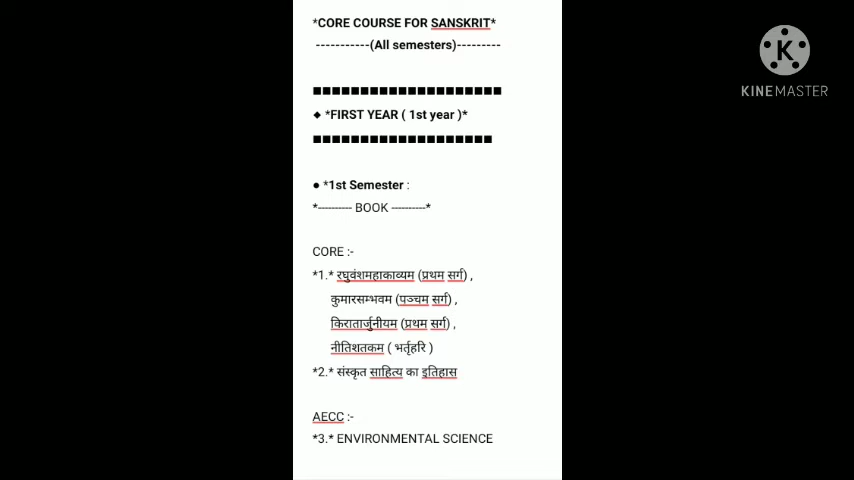 *CORE COURSE FOR SANSKRIT*
-----------(All semesters)---------
■■■■■■■■■■■■■■■■■■■■
◆ *FIRST YEAR ( 1st year )*
■■■■■■■■■■■■■■■■■■■
● *1st Semester :
*---------- BOOK ----------*
CORE :-
*1.* रघुवंशमहाकाव्यम (प्रथम सर्ग) ,
कुमारसम्भवम (पञ्चम सर्ग) ,
किरातार्जुनीयम (प्रथम सर्ग) ,
नीतिशतकम ( भर्तृहरि )
*2.* संस्कृत साहित्य का इतिहास
AECC :-
*3.* ENVIRONMENTAL SCIENCE
K
KINEMASTER